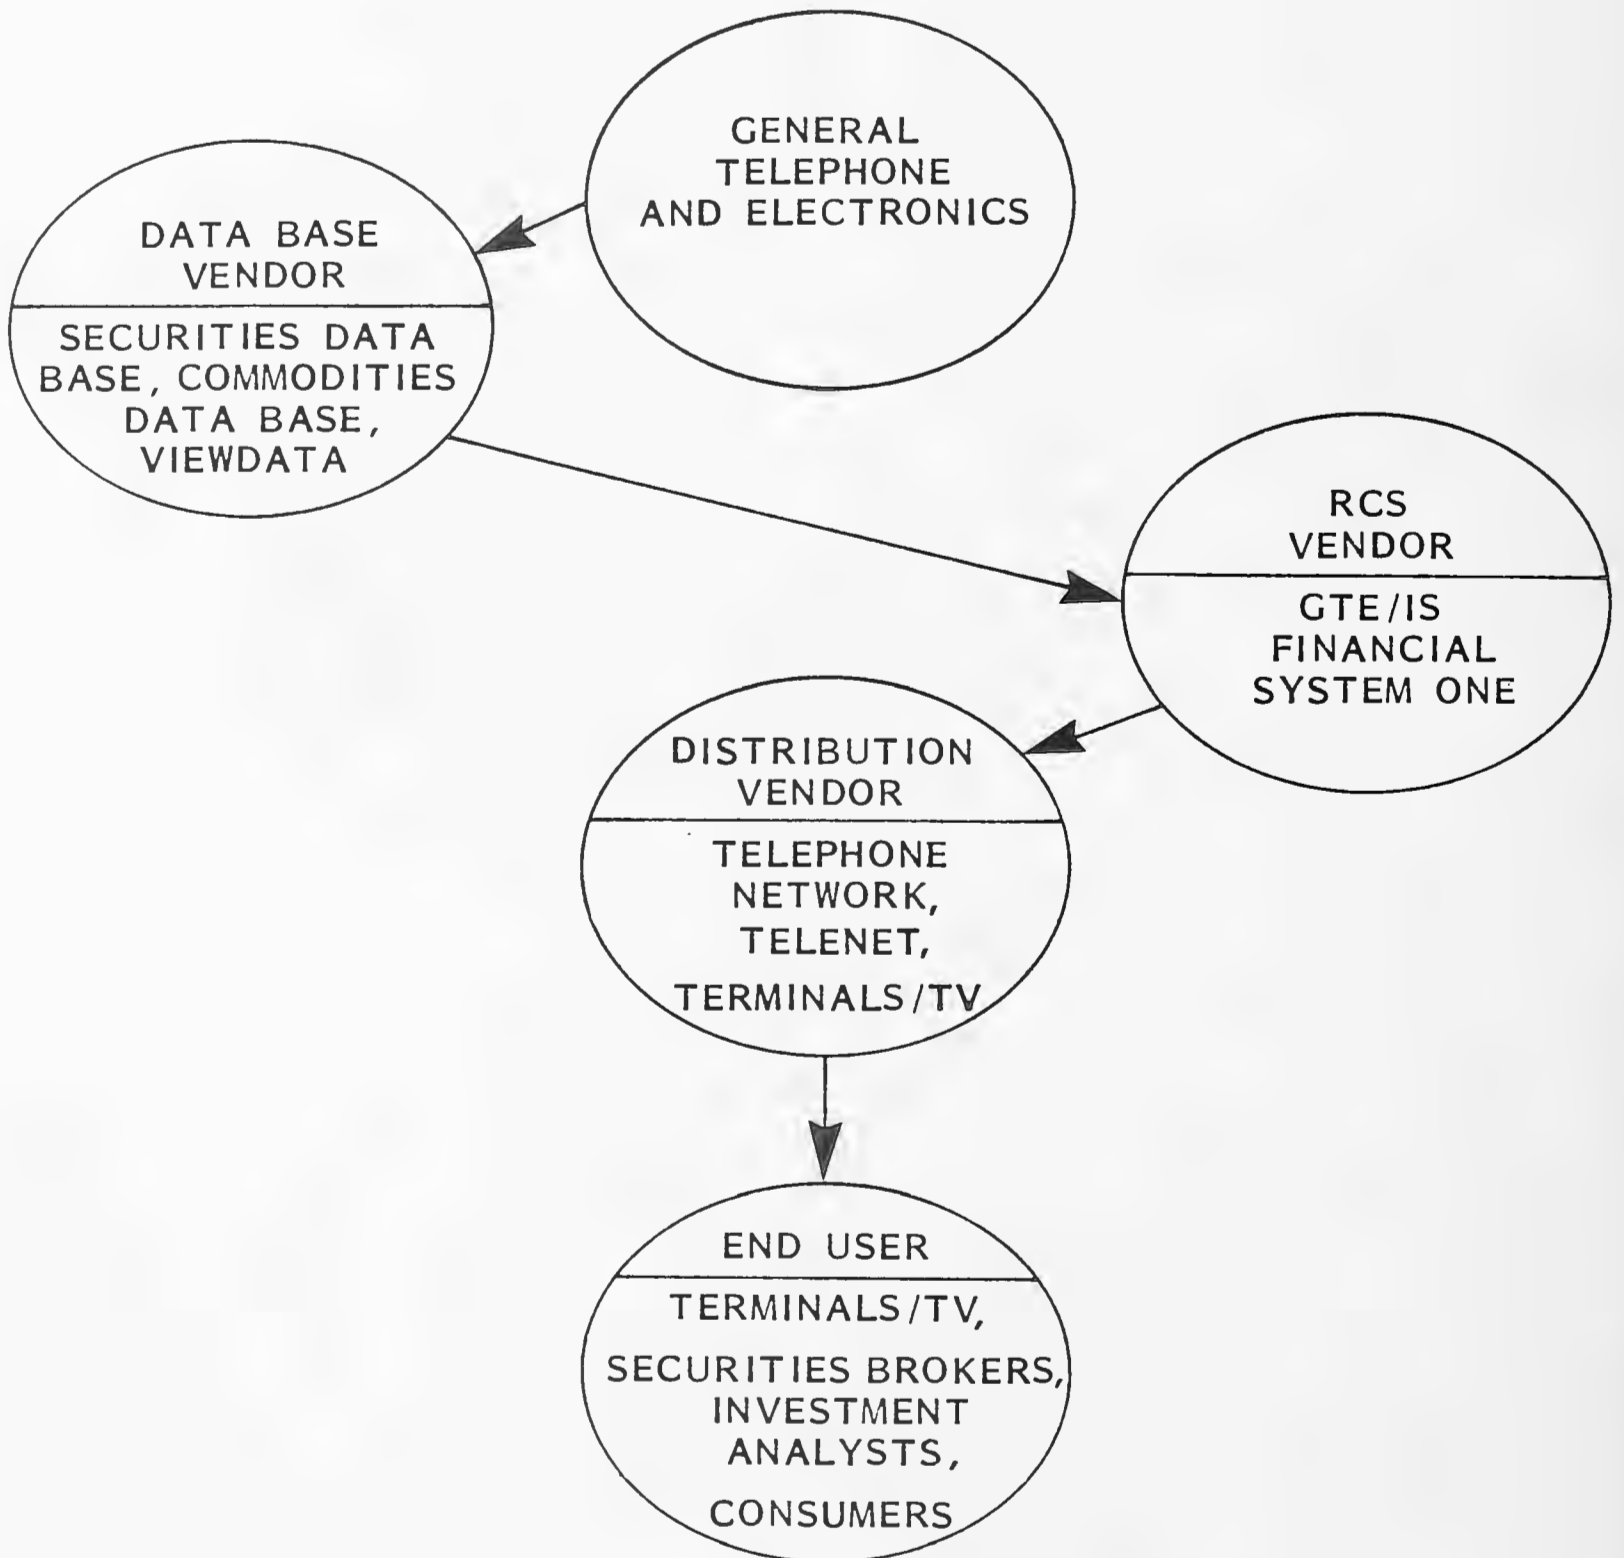 GENERAL
TELEPHONE
AND ELECTRONICS
DATA BASE
VENDOR
SECURITIES DATA
BASE, COMMODITIES
DATA BASE,
VIEWDATA
RCS
VENDOR
GTE/IS
FINANCIAL
SYSTEM ONE
DISTRIBUTION
VENDOR
TELEPHONE
NETWORK,
TELENET,
TERMINALS/TV
END USER
TERMINALS/TV,
SECURITIES BROKERS,
INVESTMENT
ANALYSTS,
CONSUMERS